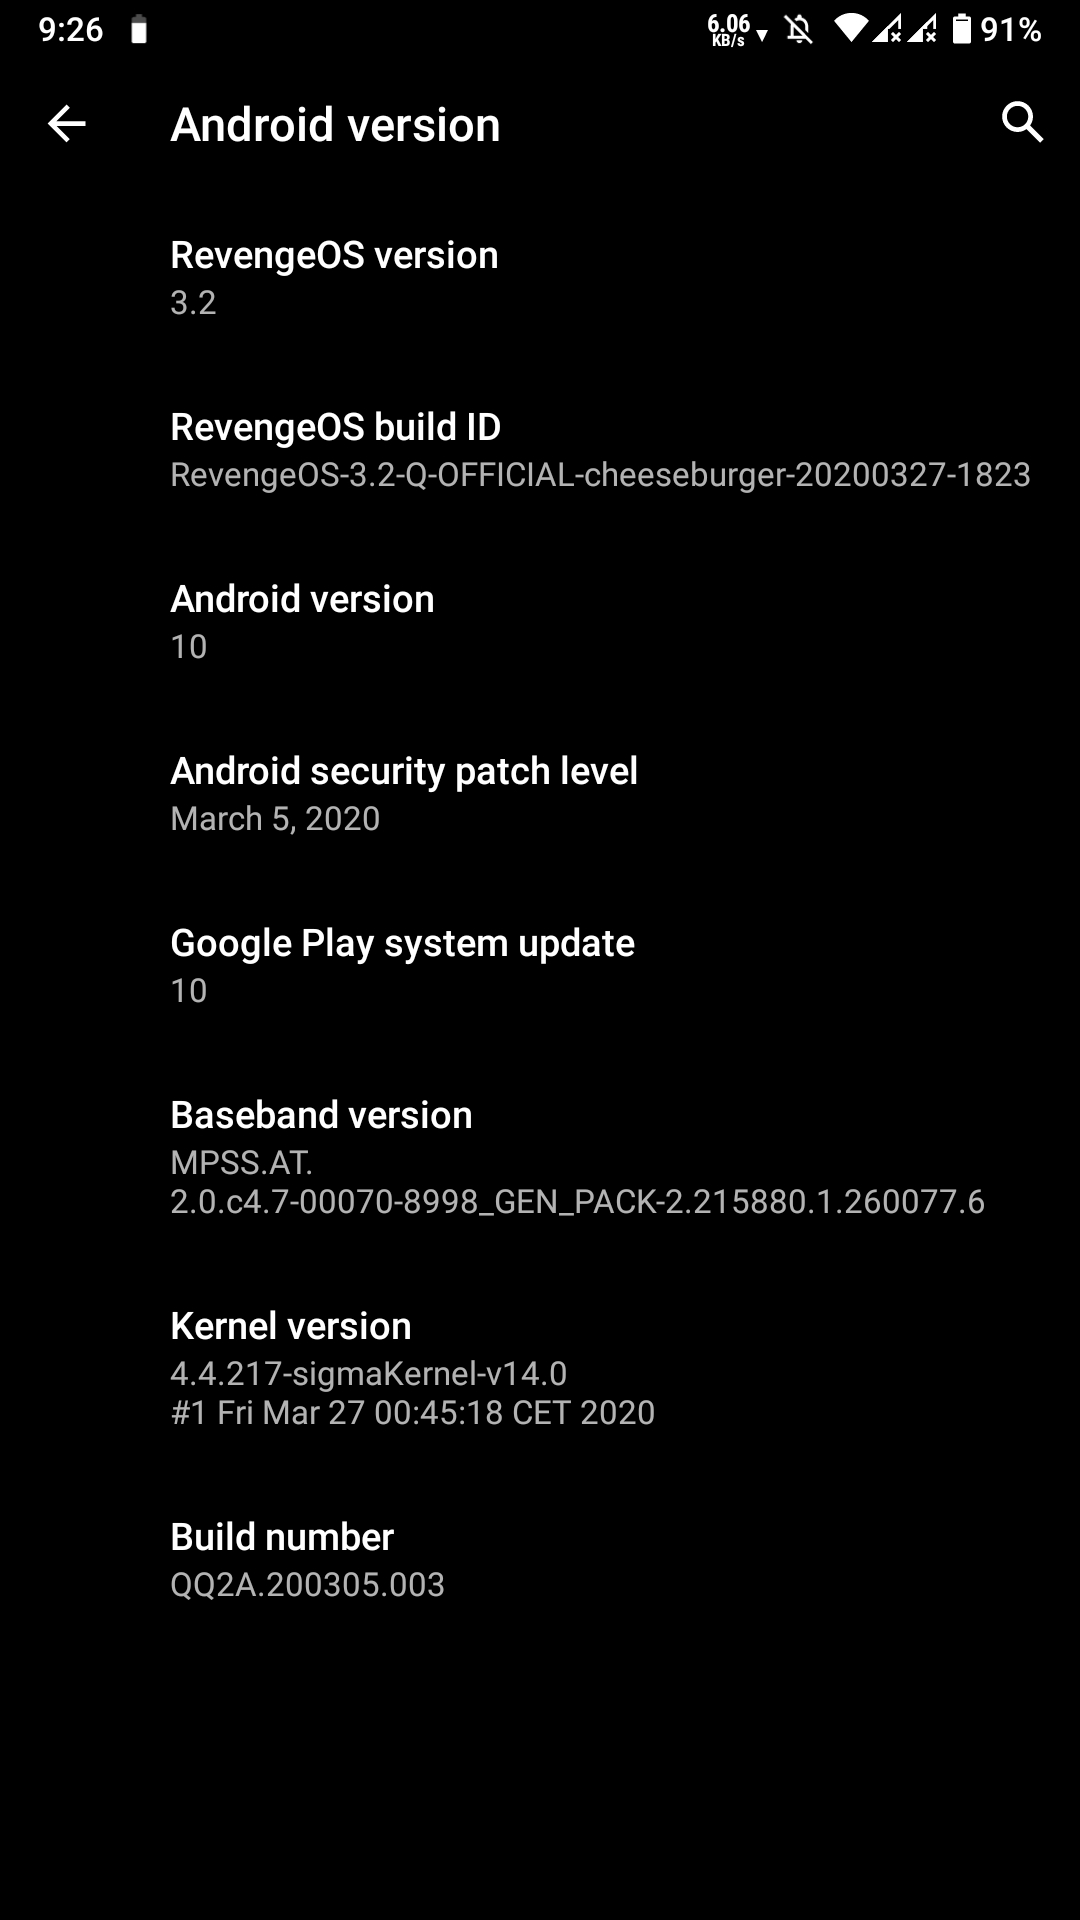 9:26
6.06
KB/s
91%
Android version
RevengeOS version
3.2
RevengeOS build ID
RevengeOS-3.2-Q-OFFICIAL-cheeseburger-20200327-1823
Android version
10
Android security patch level
March 5, 2020
Google Play system update
10
Baseband version
MPSS.AT.
2.0.c4.7-00070-8998_GEN_PACK-2.215880.1.260077.6
Kernel version
4.4.217-sigmaKernel-v14.0
#1 Fri Mar 27 00:45:18 CET 2020
Build number
QQ2A.200305.003